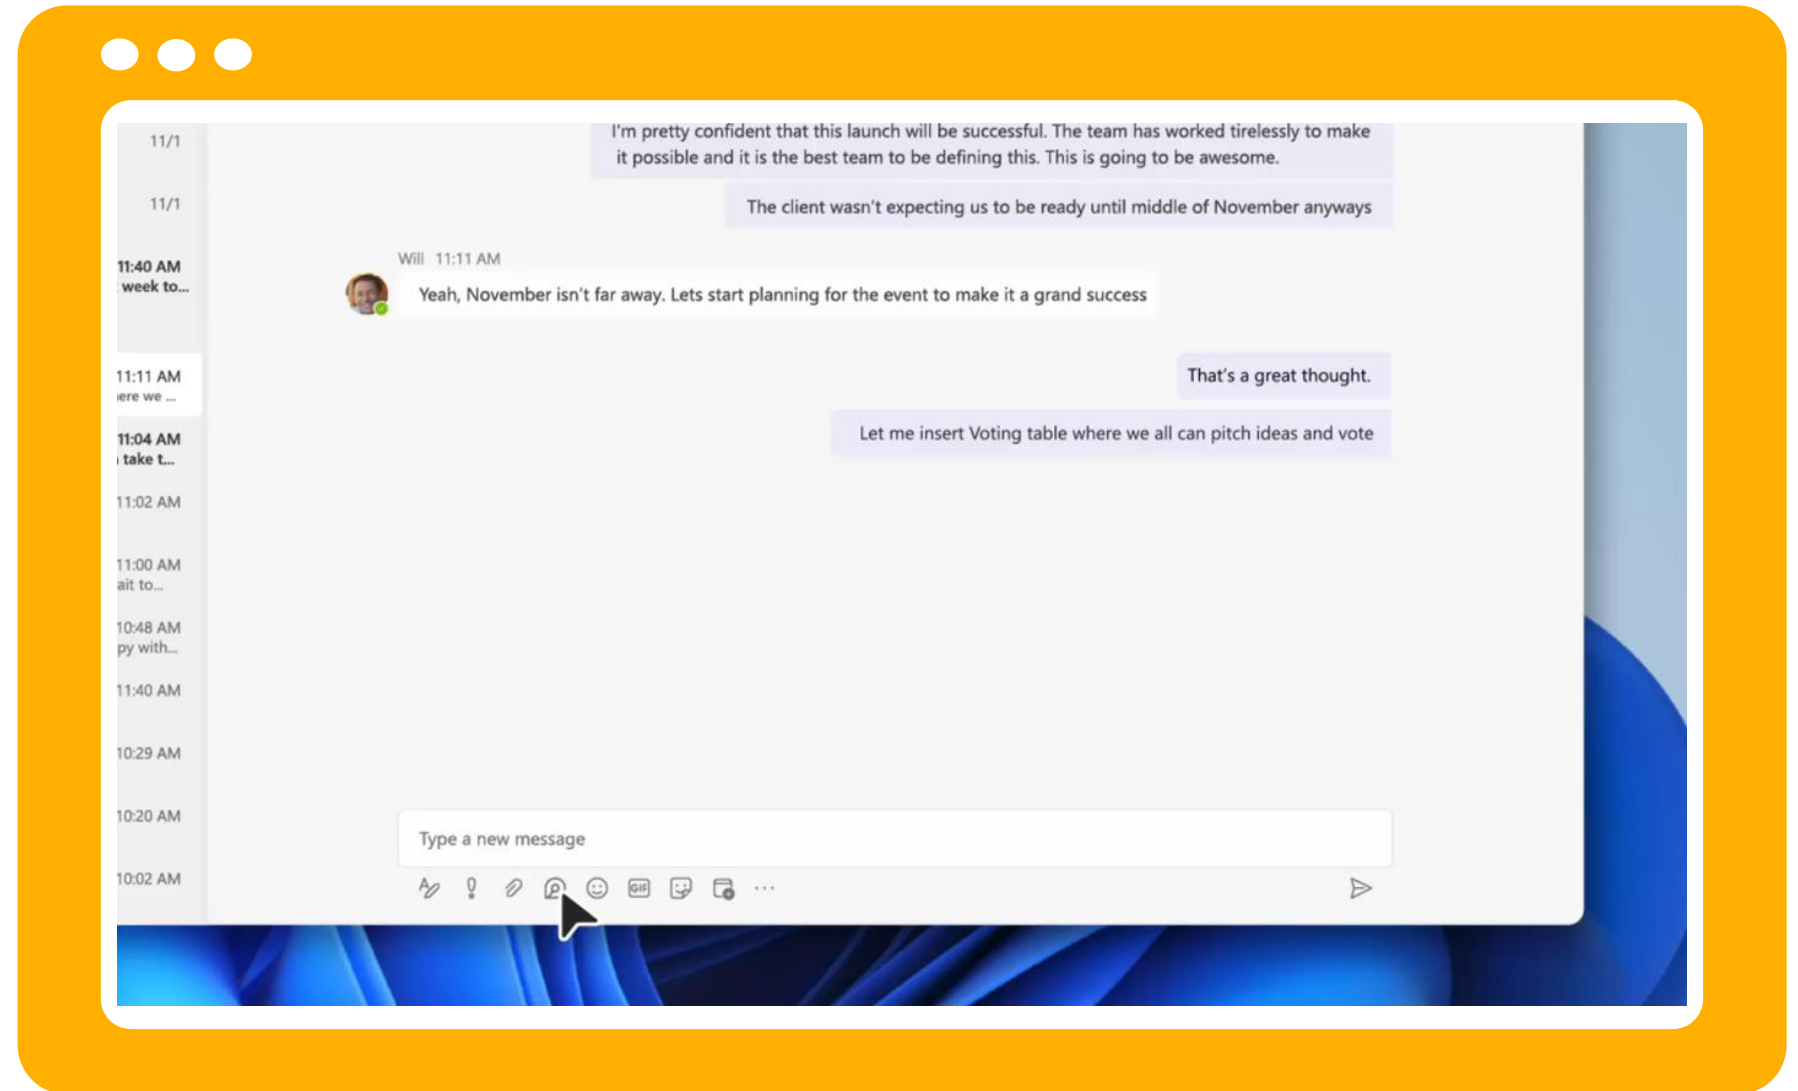 11/1
11/1
11:40 AM
week to...
11:11 AM
ere we ...
11:04 AM
take t...
11:02 AM
11:00 AM
ait to...
10:48 AM
py with...
11:40 AM
10:29 AM
10:20 AM
10:02 AM
I'm pretty confident that this launch will be successful. The team has worked tirelessly to make
it possible and it is the best team to be defining this. This is going to be awesome.
The client wasn't expecting us to be ready until middle of November anyways
Will 11:11 AM
Yeah, November isn't far away. Lets start planning for the event to make it a grand success
That's a great thought.
Let me insert Voting table where we all can pitch ideas and vote
Type a new message
GIF